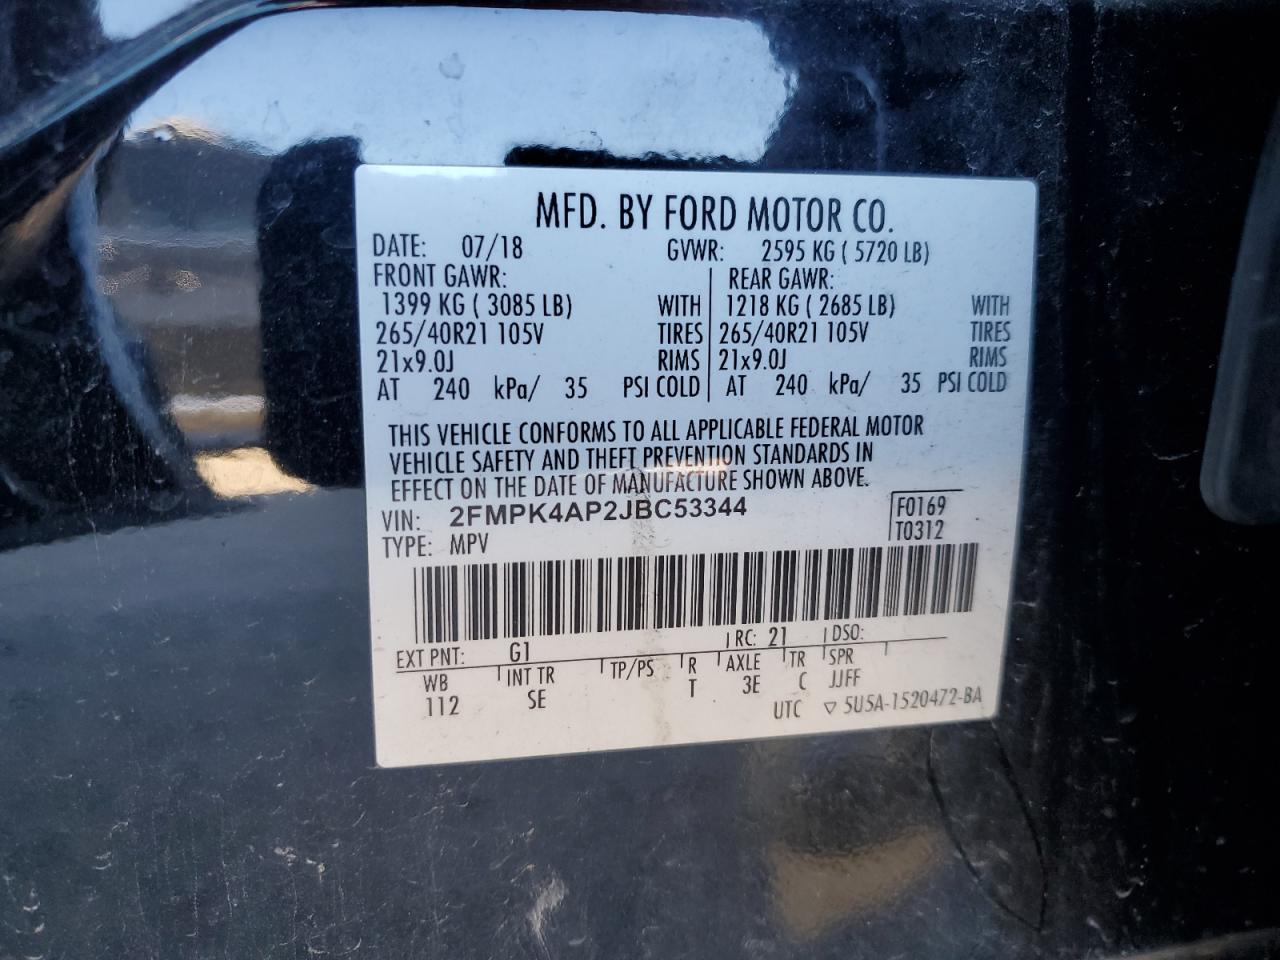 MFD. BY FORD MOTOR CO.
DATE: 07/18 GVWR: 2595 KG ( 5720 LB)
FRONT GAWR: REAR GAWR:
1399 KG ( 3085 LB) WITH 1218 KG ( 2685 LB) WITH
265/40R21 105V TIRES 265/40R21 105V TIRES
21x9.0J RIMS 21x9.0J RIMS
AT 240 kPa/ 35 PSI COLD AT 240 kPa/ 35 PSI COLD
THIS VEHICLE CONFORMS TO ALL APPLICABLE FEDERAL MOTOR
VEHICLE SAFETY AND THEFT PREVENTION STANDARDS IN
EFFECT ON THE DATE OF MANUFACTURE SHOWN ABOVE.
VIN: 2FMPK4AP2JBC53344 F0169
TYPE: MPV T0312
EXT PNT: G1 RC: 21 DSO:
WB INT TR TP/PS R AXLE TR SPR
112 SE T 3E C JJFF
UTC ▽ 5U5A-1520472-BA